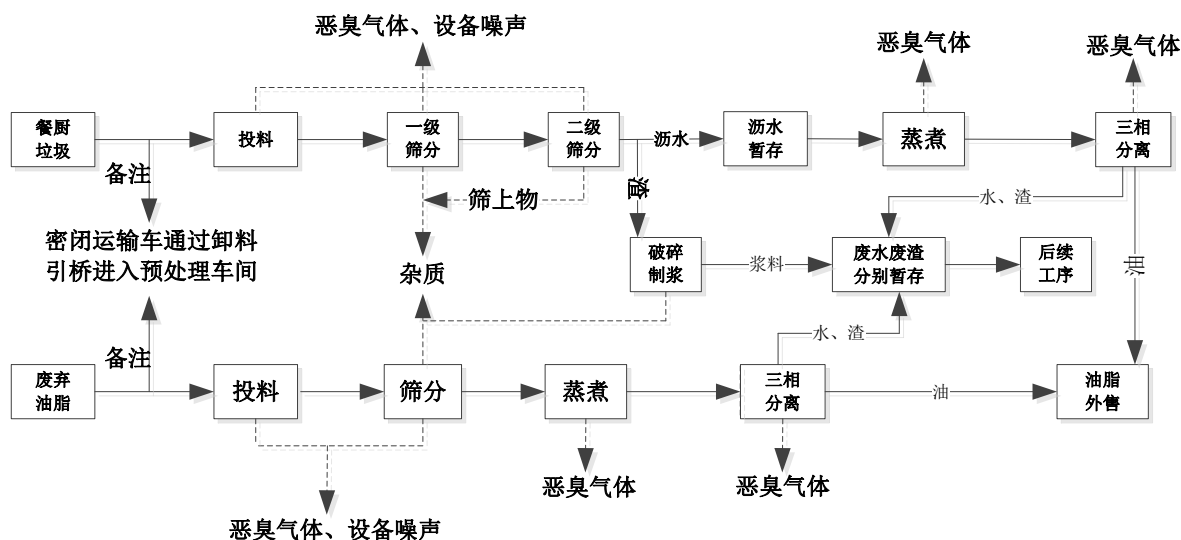 恶臭气体、设备噪声
恶臭气体
恶臭气体
餐厨
垃圾
投料
一级
筛分
二级
筛分
沥水
沥水
暂存
蒸煮
三相
分离
备注
渣
筛上物
水、渣
密闭运输车通过卸料
引桥进入预处理车间
杂质
破碎
制浆
浆料
废水废渣
分别暂存
后续
工序
油
水、渣
备注
废弃
油脂
投料
筛分
蒸煮
三相
分离
油
油脂
外售
恶臭气体
恶臭气体
恶臭气体、设备噪声